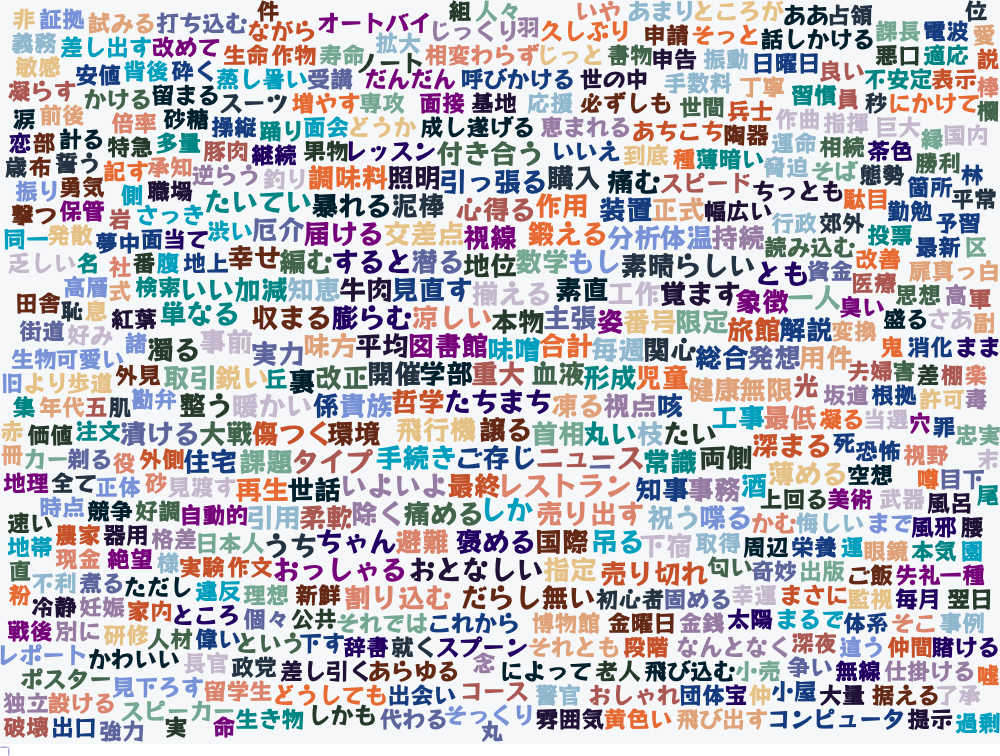 非 証拠 試みる 打ち込む 件 ながら オートバイ 組 人々 じっくり 羽 いや 久しぶり あまり ところが ああ 占領 位
義務 差し出す 改めて 生命 作物 寿命 拡大 ノート 相変わらず じっと 書物 申請 そっと 申告 話しかける 課長 電波 愛
敏感 安値 背後 砕く 蒸し暑い 受講 だんだん 呼びかける 世の中 振動 日曜日 悪口 適応 説
凝らす かける 留まる スーツ 増やす 専攻 面接 基地 応援 必ずしも 手数料 丁寧 良い 不安定 表示 棒
涙 前後 倍率 砂糖 操縦 踊り 面会 どうか 成し遂げる 恵まれる あちこち 世間 兵士 習慣 員 秒 にかけて 欄
恋 部 計る 特急 多量 豚肉 継続 果物 レッスン 付き合う いいえ 到底 種 陶器 薄暗い 作曲 指揮 運命 相続 巨大 茶色 縁 国内
歳 布 誓う 記す 承知 逆らう 釣り 調味料 照明 引っ張る 購入 痛む スピード 脅迫 そば 態勢 勝利 林
振り 勇気 側 職場 たいてい 暴れる 泥棒 心得る 作用 装置 正式 幅広い ちっとも 駄目 箇所 平常
撃つ 保管 岩 さっき 渋い 厄介 届ける 交差点 視線 鍛える 分析 体温 持続 行政 郊外 勤勉 予習
同一 発散 夢中 面 当て 読み込む 投票 最新 区
乏しい 名 社 番 腹 地上 幸せ 編む すると 潜る 地位 数学 もし 素晴らしい とも 資金 改善 扉 真っ白
高層 式 検索 いい 加減 知恵 牛肉 見直す 揃える 素直 工作 覚ます 象徴 一人 医療 臭い 思想 高 軍
田舎 恥 息 紅葉 単なる 収まる 膨らむ 涼しい 本物 主張 姿 番号 限定 旅館 解説 変換 盛る さあ 副
街道 好み 諸 濁る 事前 実力 味方 平均 図書館 味噌 合計 毎週 関心 総合 発想 用件 鬼 消化 まま
生物 可愛い 旧 より 歩道 外見 取引 鋭い 丘 裏 改正 開催 学部 重大 血液 形成 児童 健康 無限 光 夫婦 害 差 棚 楽
集 年代 五 肌 勘弁 整う 暖かい 係 貴族 哲学 たちまち 凍る 視点 咳 坂道 根拠 許可 毒
赤 価値 注文 漬ける 大戦 傷つく 環境 飛行機 譲る 首相 丸い 枝 たい 工事 最低 凝る 当選 穴 罪 忠実
冊 カー 剃る 役 外側 住宅 課題 タイプ 手続き ご存じ ニュース 常識 両側 深まる 死 恐怖 視野 末
地理 全て 正体 砂 見渡す 再生 世話 いよいよ 最終 レストラン 知事 事務 酒 薄める 空想 噂 目下
時点 競争 好調 自動的 引用 柔軟 除く 痛める しか 売り出す 祝う 喋る 上回る 美術 武器 風呂 尾
速い 農家 器用 格差 日本人 うち ちゃん 避難 褒める 国際 吊る 下宿 取得 かむ 悔しい まで 風邪 腰
地帯 現金 絶望 様 実験 作文 おっしゃる おとなしい 指定 売り切れ 匂い 周辺 栄養 運 眼鏡 本気 園
直 不利 煮る ただし 違反 理想 新鮮 割り込む だらし無い 初心者 固める 奇妙 出版 ご飯 失礼 一種
粉 冷静 妊娠 家内 ところ 個々 公共 それでは これから 博物館 金曜日 金銭 幸運 まさに 監視 毎月 翌日
戦後 別に 研修 人材 偉い という 下す 辞書 就く スプーン それとも 段階 なんとなく 太陽 まるで 体系 そこ 事例
レポート かわいい 長官 政党 差し引く あらゆる 念 によって 老人 飛び込む 小売 深夜 争い 違う 無線 仲間 仕掛ける 賭ける 嘘
ポスター 見下ろす 留学生 どうしても 出会い コース 警官 おしゃれ 団体 宝 仲 小屋 大量 据える 了承
独立 設ける スピーカー 生き物 しかも 代わる そっくり 雰囲気 黄色い 飛び出す コンピュータ 提示 過剰
破壊 出口 強力 実 命 丸